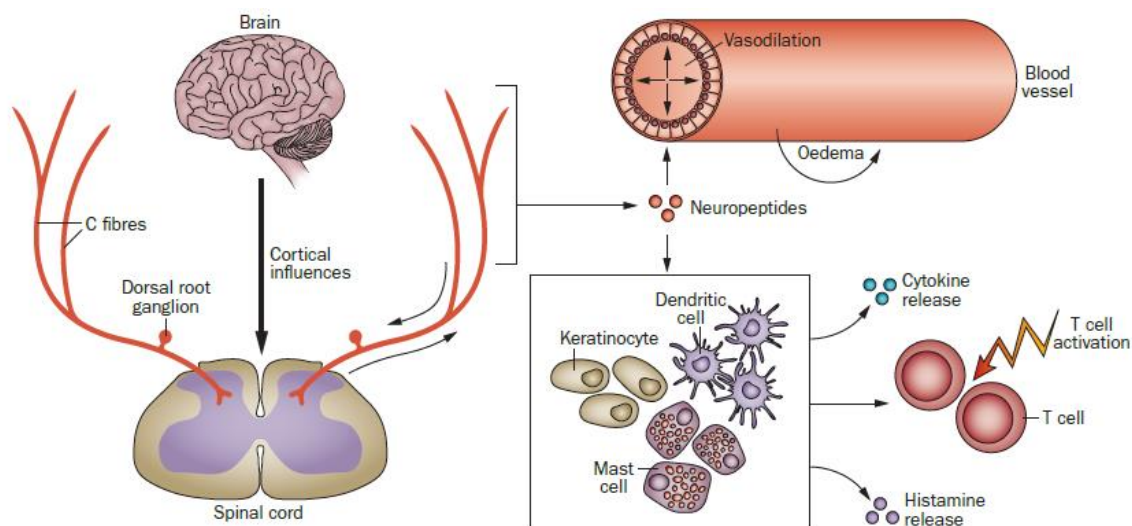 Brain
Vasodilation
Blood
vessel
Oedema
C fibres
Neuropeptides
Cortical
influences
Dorsal root
ganglion
Dendritic
cell
Keratinocyte
Cytokine
release
T cell
activation
T cell
Mast
cell
Histamine
release
Spinal cord